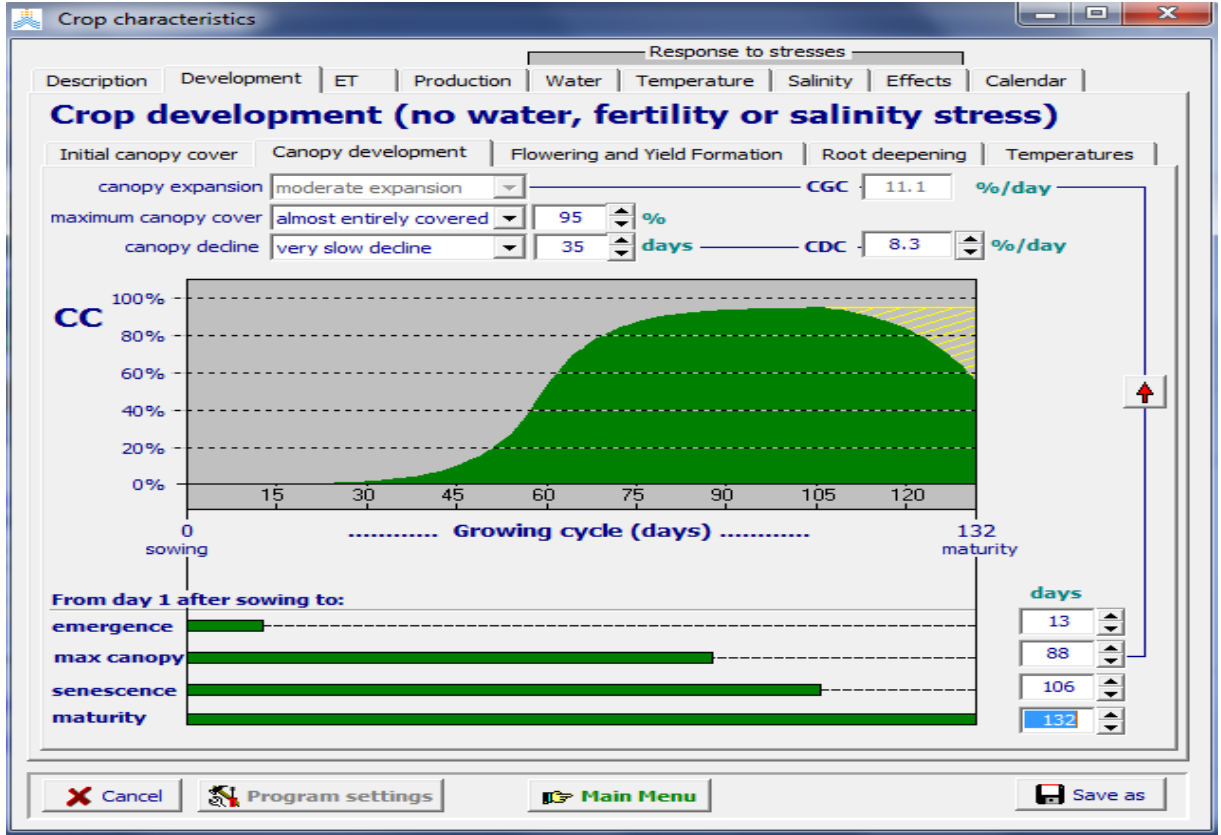 Crop characteristics
Response to stresses
Description Development ET Production Water Temperature Salinity Effects Calendar
Crop development (no water, fertility or salinity stress)
Initial canopy cover Canopy development Flowering and Yield Formation Root deepening Temperatures
canopy expansion moderate expansion CGC 11.1 %/day
maximum canopy cover almost entirely covered 95 %
canopy decline very slow decline 35 days CDC 8.3 %/day
CC
100%
80%
60%
40%
20%
0%
15 30 45 60 75 90 105 120
0 ............ Growing cycle (days) ............ 132
sowing maturity
From day 1 after sowing to: days
emergence 13
max canopy 88
senescence 106
maturity 132
Cancel Program settings Main Menu Save as